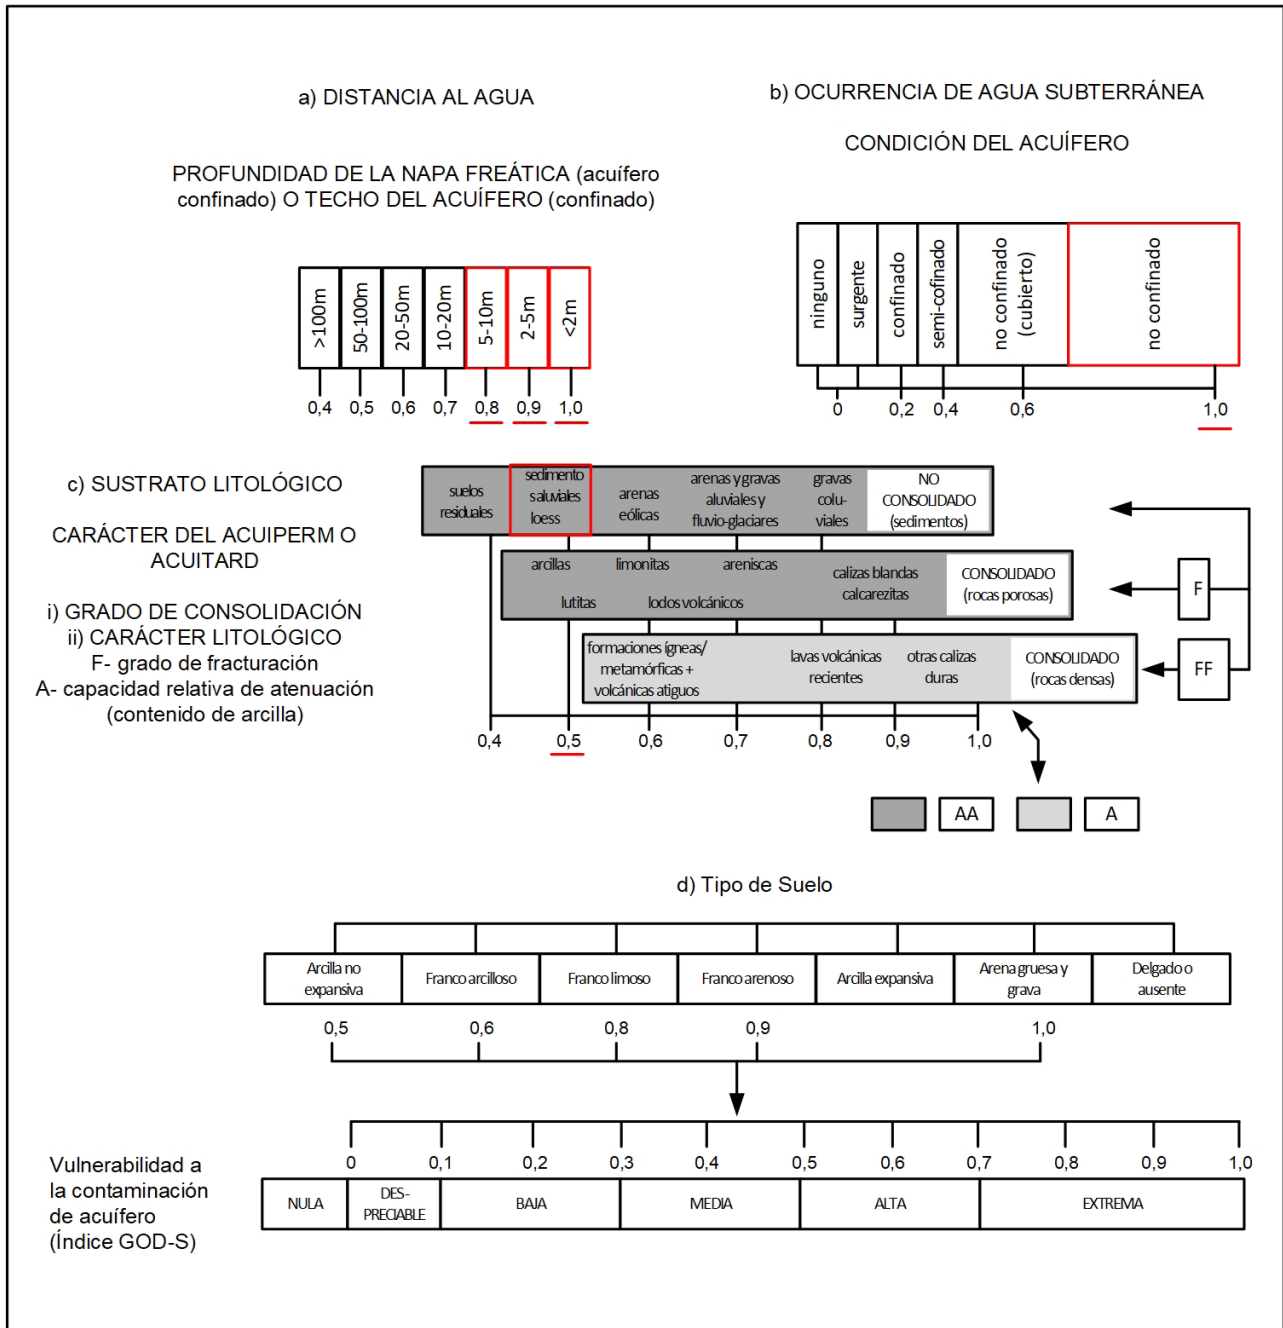 a) DISTANCIA AL AGUA
PROFUNDIDAD DE LA NAPA FREÁTICA (acuífero
confinado) O TECHO DEL ACUÍFERO (confinado)
>100m
50-100m
20-50m
10-20m
5-10m
2-5m
<2m
0,4 0,5 0,6 0,7 0,8 0,9 1,0
b) OCURRENCIA DE AGUA SUBTERRÁNEA
CONDICIÓN DEL ACUÍFERO
ninguno
surgente
confinado
semi-cofinado
no confinado
(cubierto)
no confinado
0 0,2 0,4 0,6 1,0
c) SUSTRATO LITOLÓGICO
CARÁCTER DEL ACUIPERM O
ACUITARD
i) GRADO DE CONSOLIDACIÓN
ii) CARÁCTER LITOLÓGICO
F- grado de fracturación
A- capacidad relativa de atenuación
(contenido de arcilla)
suelos
residuales
sedimento
s aluviales
loess
arenas
eólicas
arenas y gravas
aluviales y
fluvio-glaciares
gravas
colu-
viales
NO
CONSOLIDADO
(sedimentos)
arcillas
limonitas
areniscas
lutitas
lodos volcánicos
calizas blandas
calcarezitas
CONSOLIDADO
(rocas porosas)
F
formaciones ígneas/
metamórficas +
volcánicas atiguos
lavas volcánicas
recientes
otras calizas
duras
CONSOLIDADO
(rocas densas)
FF
0,4 0,5 0,6 0,7 0,8 0,9 1,0
AA
A
d) Tipo de Suelo
Arcilla no
expansiva
Franco arcilloso
Franco limoso
Franco arenoso
Arcilla expansiva
Arena gruesa y
grava
Delgado o
ausente
0,5 0,6 0,8 0,9 1,0
0 0,1 0,2 0,3 0,4 0,5 0,6 0,7 0,8 0,9 1,0
Vulnerabilidad a
la contaminación
de acuífero
(Índice GOD-S)
NULA
DES-
PRECIABLE
BAJA
MEDIA
ALTA
EXTREMA